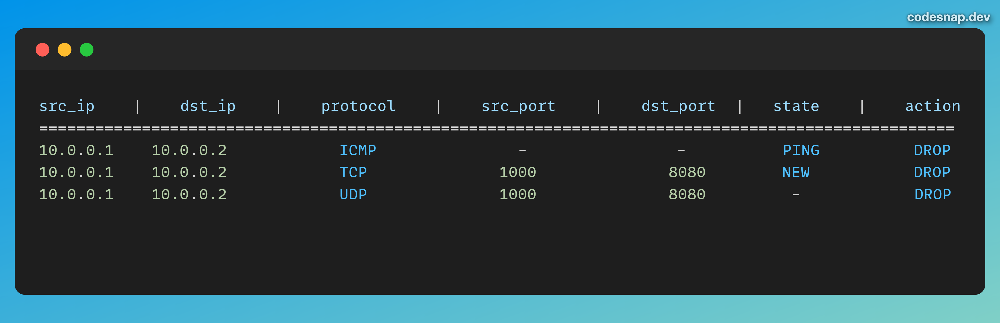 codesnap.dev
src_ip | dst_ip | protocol | src_port | dst_port | state | action
==================================================================================================
10.0.0.1 10.0.0.2 ICMP - - PING DROP
10.0.0.1 10.0.0.2 TCP 1000 8080 NEW DROP
10.0.0.1 10.0.0.2 UDP 1000 8080 - DROP